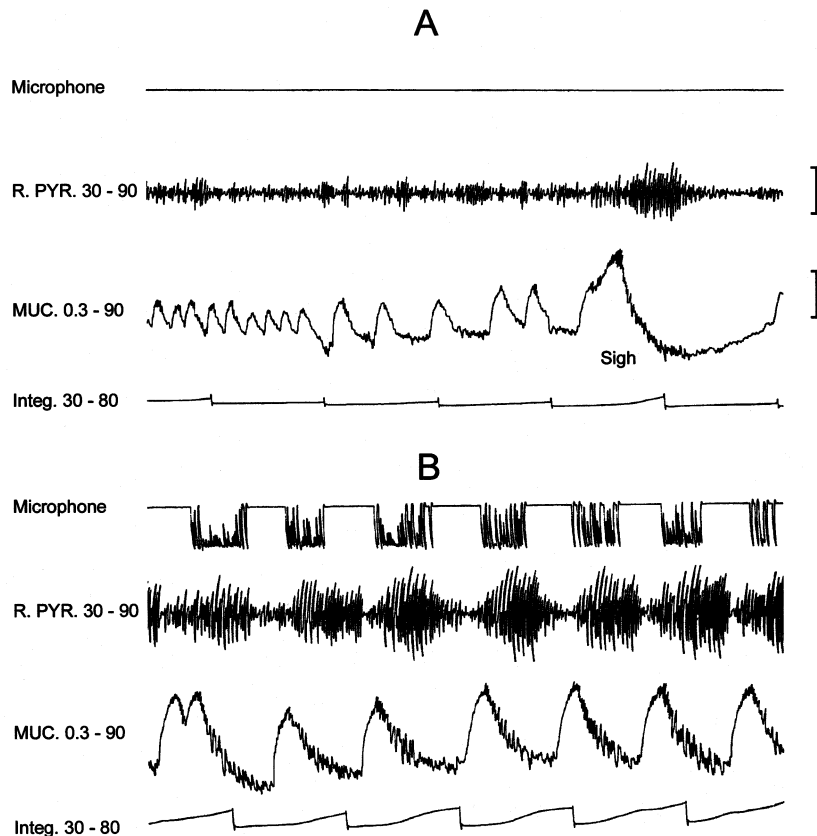 A
Microphone
R. PYR. 30 - 90
MUC. 0.3 - 90
Sigh
Integ. 30 - 80
B
Microphone
R. PYR. 30 - 90
MUC. 0.3 - 90
Integ. 30 - 80